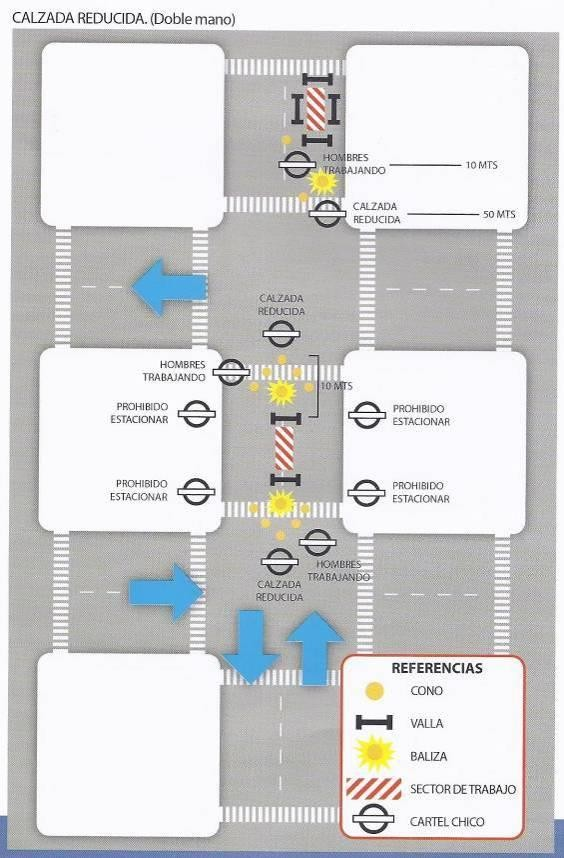 CALZADA REDUCIDA. (Doble mano)
HOMBRES
TRABAJANDO
10 MTS
CALZADA
REDUCIDA
50 MTS
CALZADA
REDUCIDA
HOMBRES
TRABAJANDO
10 MTS
PROHIBIDO
ESTACIONAR
PROHIBIDO
ESTACIONAR
PROHIBIDO
ESTACIONAR
PROHIBIDO
ESTACIONAR
HOMBRES
TRABAJANDO
CALZADA
REDUCIDA
REFERENCIAS
CONO
VALLA
BALIZA
SECTOR DE TRABAJO
CARTEL CHICO